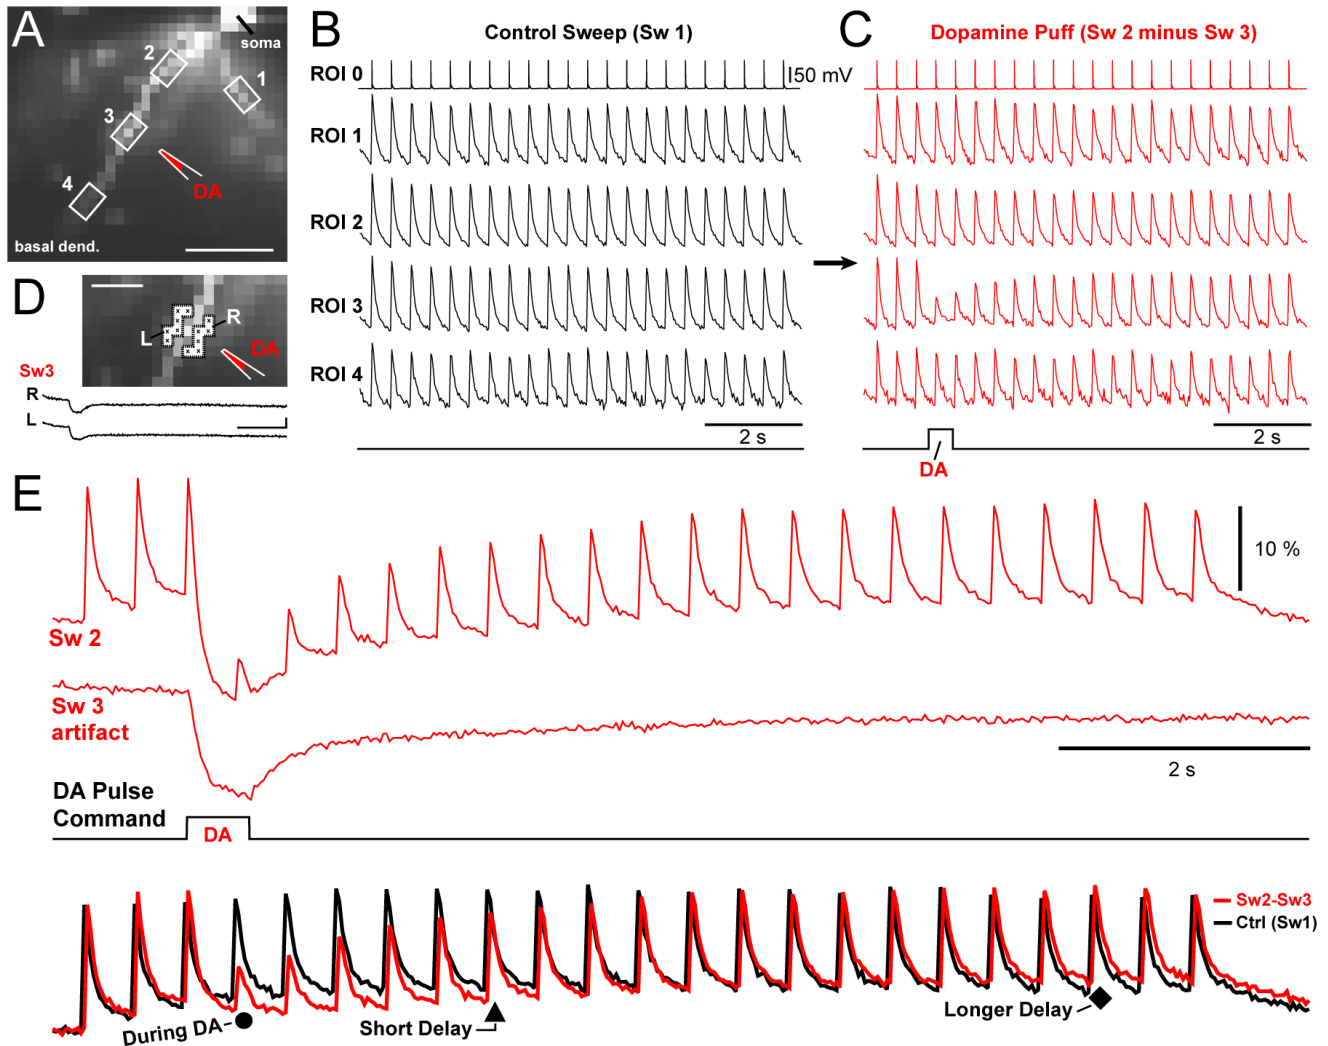 A
soma
2
1
3
4
DA
basal dend.
B
Control Sweep (Sw 1)
ROI 0
50 mV
ROI 1
ROI 2
ROI 3
ROI 4
2 s
C
Dopamine Puff (Sw 2 minus Sw 3)
2 s
DA
D
L
R
DA
Sw3
R
L
E
10 %
Sw 2
Sw 3
artifact
2 s
DA Pulse
Command
DA
Sw2-Sw3
Ctrl (Sw1)
During DA
Short Delay
Longer Delay